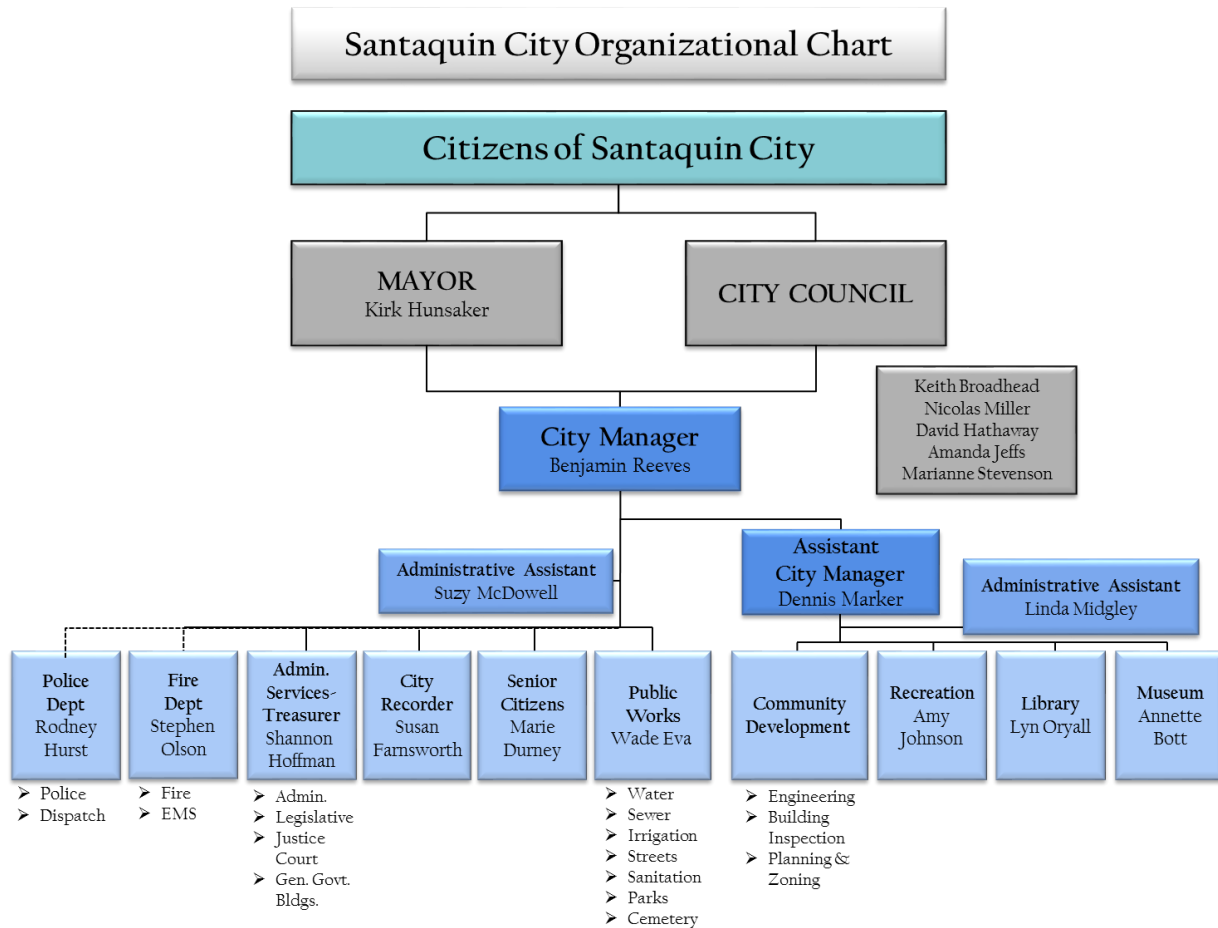 Santaquin City Organizational Chart
Citizens of Santaquin City
MAYOR
Kirk Hunsaker
CITY COUNCIL
Keith Broadhead
Nicolas Miller
David Hathaway
Amanda Jeffs
Marianne Stevenson
City Manager
Benjamin Reeves
Administrative Assistant
Suzy McDowell
Assistant
City Manager
Dennis Marker
Administrative Assistant
Linda Midgley
Police
Dept
Rodney
Hurst
➢ Police
➢ Dispatch
Fire
Dept
Stephen
Olson
➢ Fire
➢ EMS
Admin.
Services-
Treasurer
Shannon
Hoffman
➢ Admin.
➢ Legislative
➢ Justice
Court
➢ Gen. Govt.
Bldgs.
City
Recorder
Susan
Farnsworth
Senior
Citizens
Marie
Durney
Public
Works
Wade Eva
➢ Water
➢ Sewer
➢ Irrigation
➢ Streets
➢ Sanitation
➢ Parks
➢ Cemetery
Community
Development
➢ Engineering
➢ Building
Inspection
➢ Planning &
Zoning
Recreation
Amy
Johnson
Library
Lyn Oryall
Museum
Annette
Bott